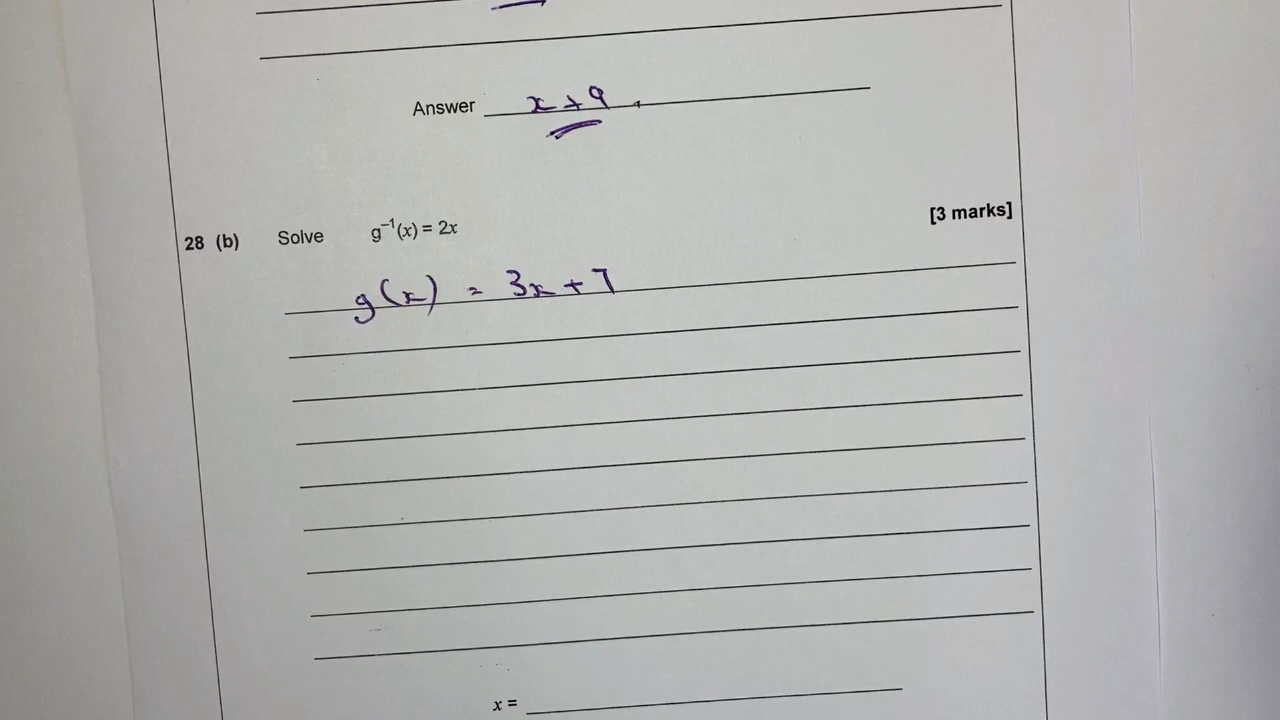 Answer x + 9
28 (b) Solve g⁻¹(x) = 2x [3 marks]
g(x) = 3x + 7
x =